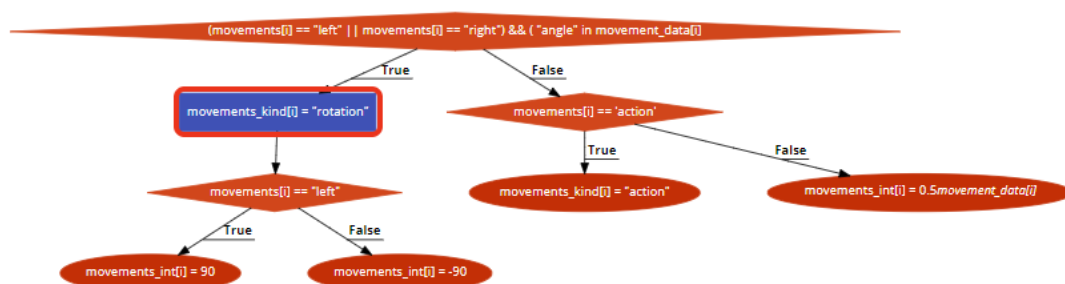 (movements[i] == "left" || movements[i] == "right") && ( "angle" in movement_data[i]
True
False
movements_kind[i] = "rotation"
movements[i] == 'action'
True
False
movements[i] == "left"
movements_kind[i] = "action"
movements_int[i] = 0.5movement_data[i]
True
False
movements_int[i] = 90
movements_int[i] = -90